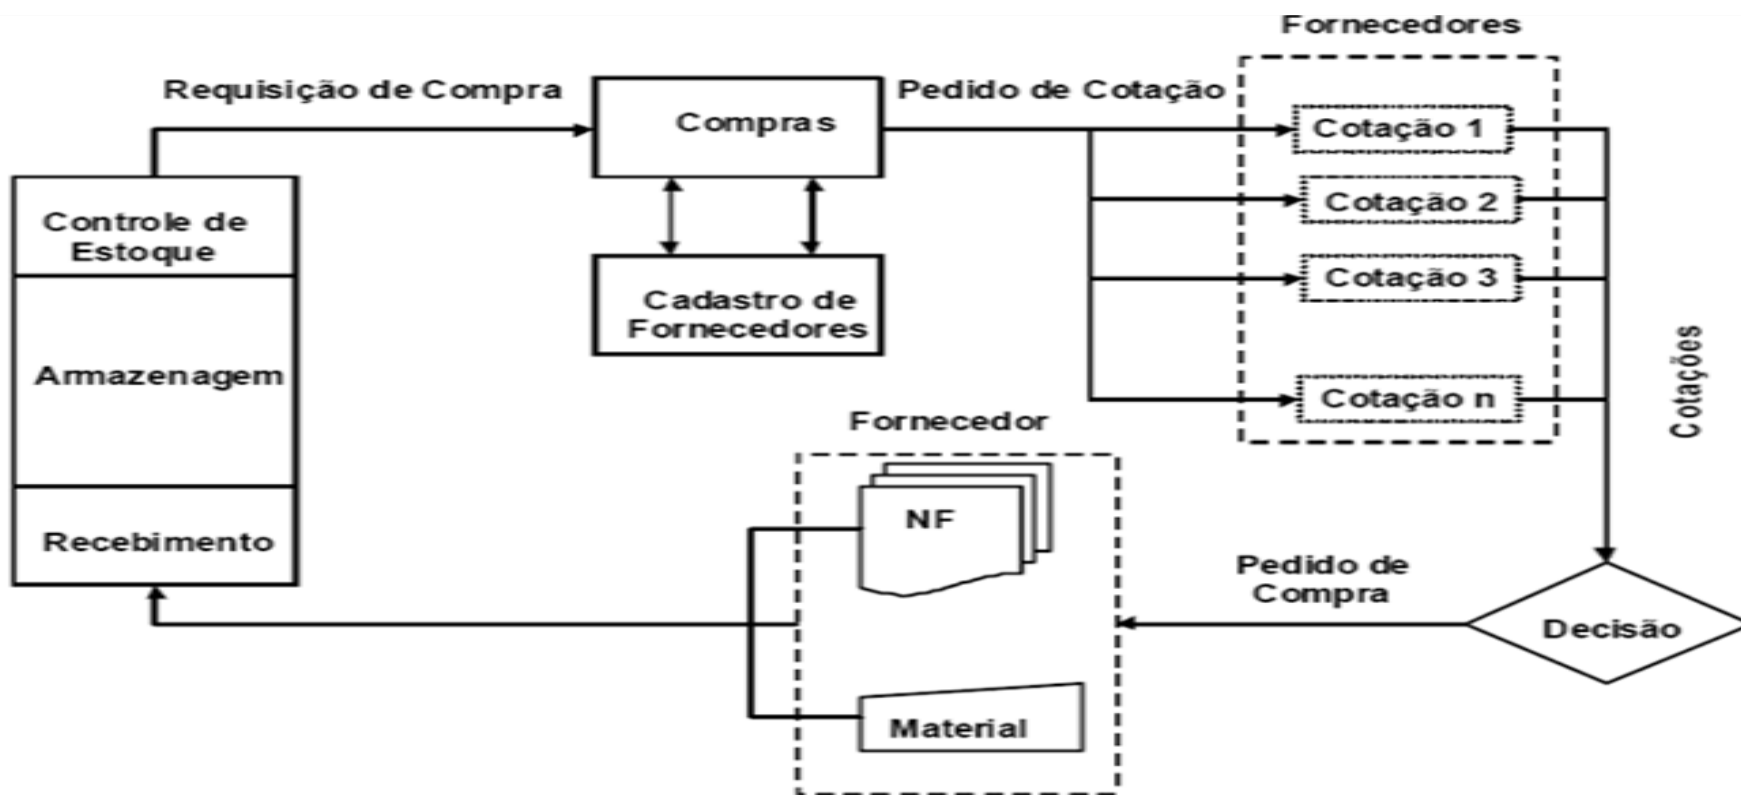 Fornecedores
Requisição de Compra
Compras
Pedido de Cotação
Cotação 1
Cotação 2
Cotação 3
Cotação n
Controle de
Estoque
Armazenagem
Recebimento
Cadastro de
Fornecedores
Cotações
Fornecedor
NF
Material
Pedido de
Compra
Decisão